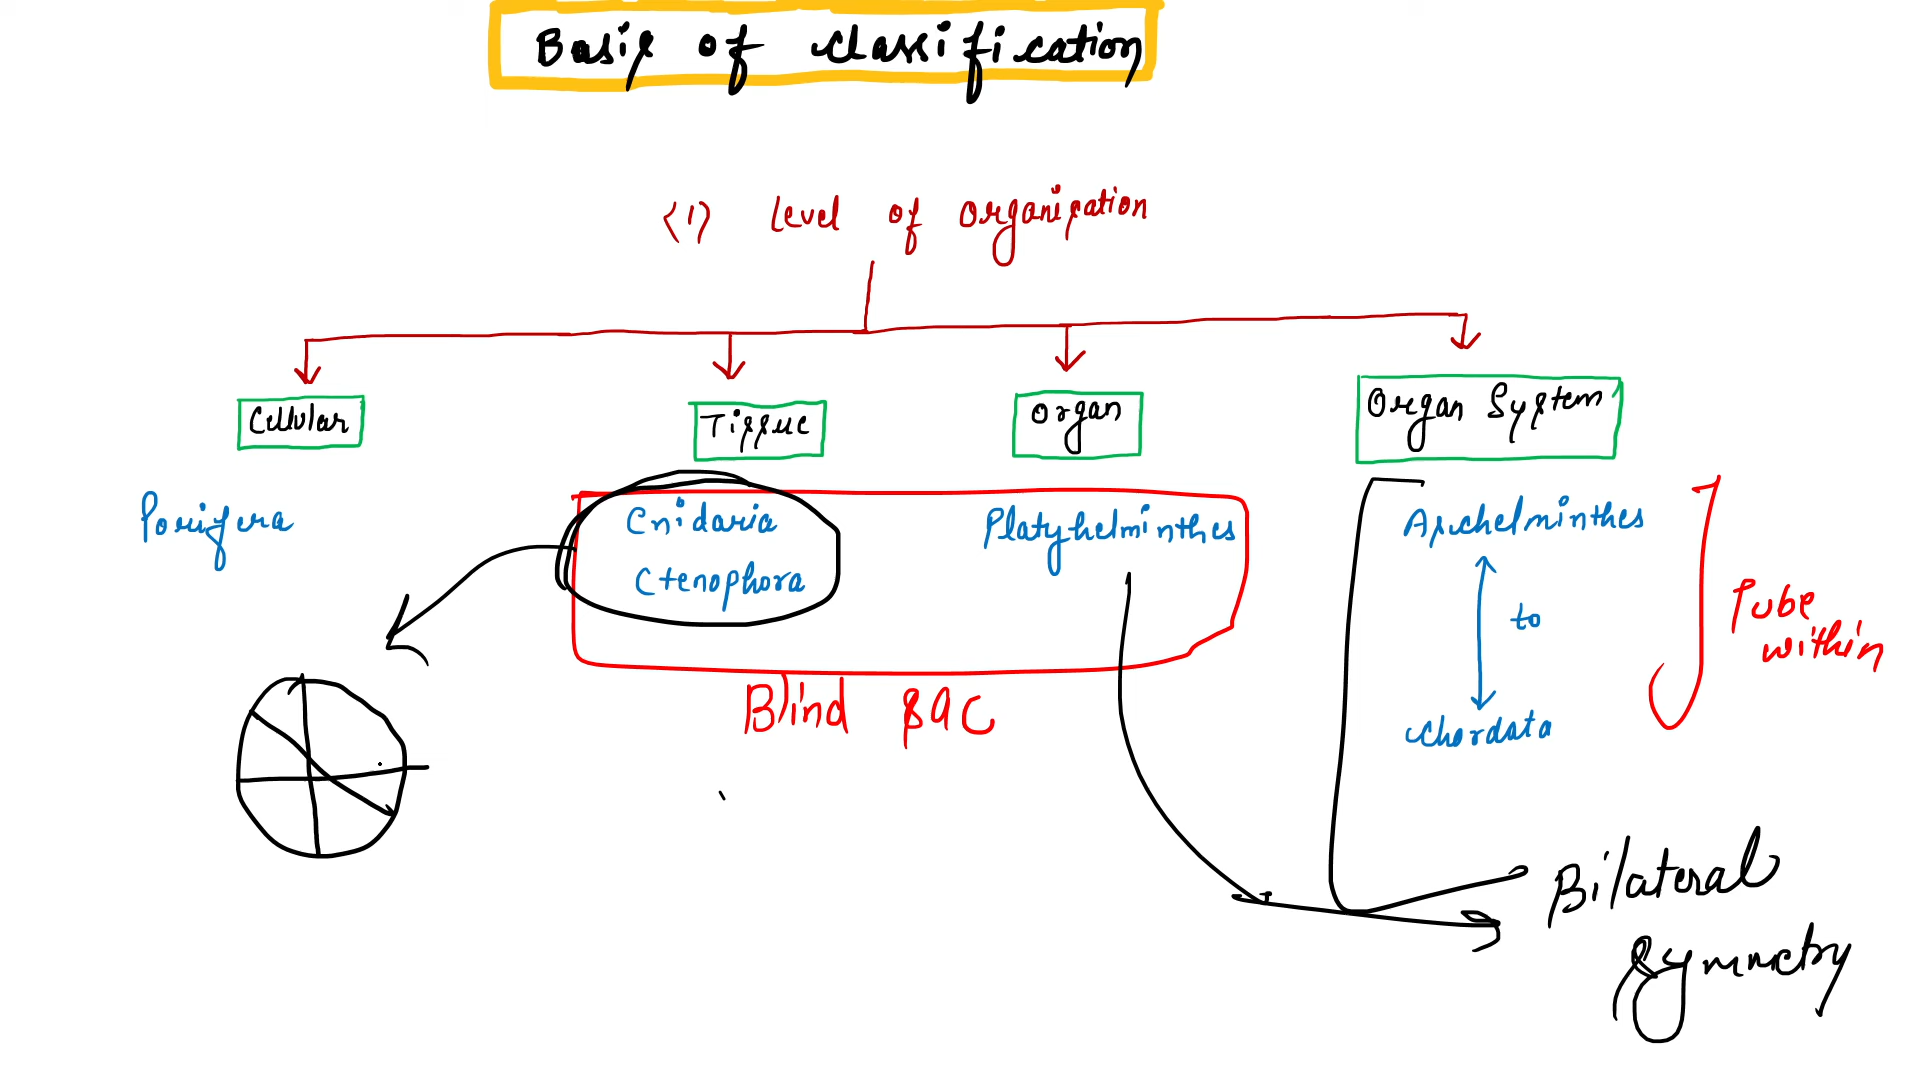 Basis of classification
(1) Level of organisation
Cellular Tissue Organ Organ System
Porifera Cnidaria Platyhelminthes Aschelminthes
Ctenophora
to
Tube
within
Blind sac
Chordata
Bilateral
symmetry